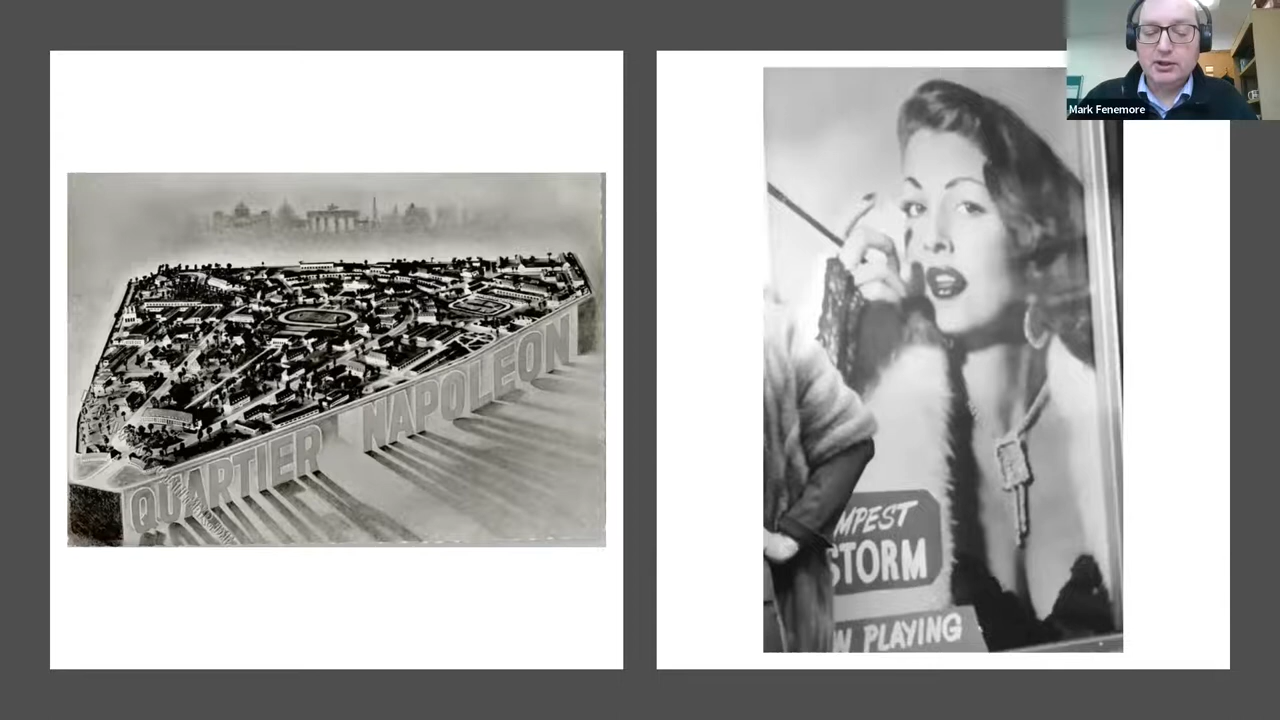 Mark Fenemore
QUARTIER NAPOLEON
MPEST
STORM
W PLAYING